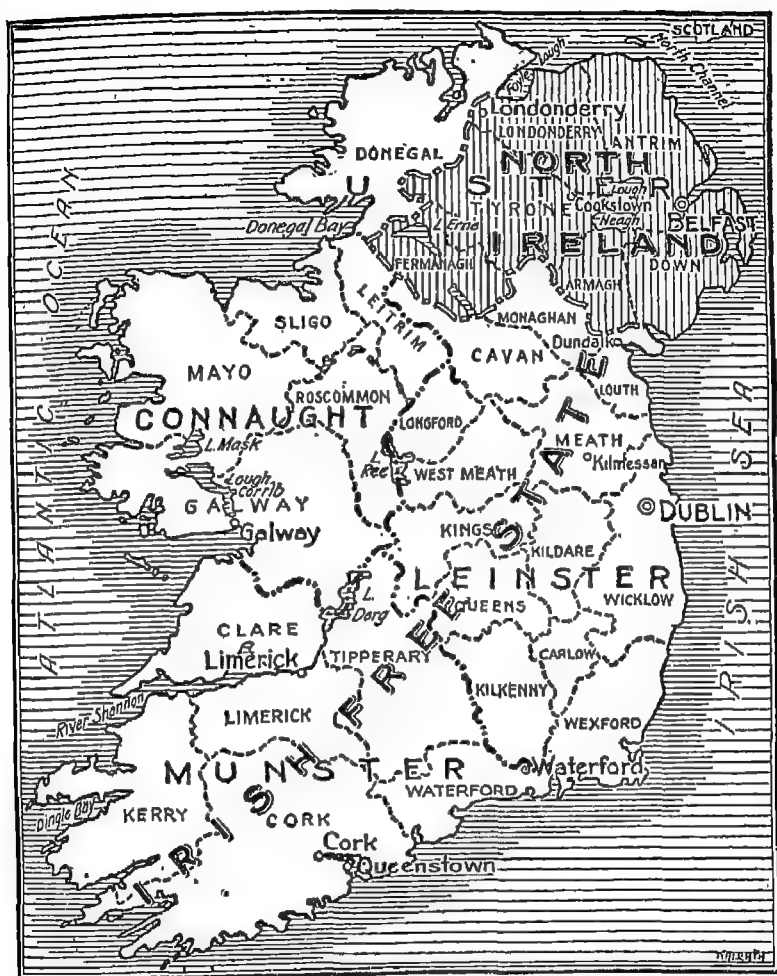 SCOTLAND
North Channel
Foyle Lough
Londonderry
LONDONDERRY
ANTRIM
DONEGAL
NORTH
ULSTER
Lough
Neagh
TYRONE
Cookstown
BELFAST
Donegal Bay
L. Erne
IRELAND
FERMANAGH
DOWN
ARMAGH
LEITRIM
MONAGHAN
SLIGO
Dundalk
CAVAN
MAYO
LOUTH
ROSCOMMON
CONNAUGHT
LONGFORD
MEATH
Kilmessan
L. Mask
L.
Ree
WEST MEATH
Lough
Corrib
GALWAY
Galway
DUBLIN
KINGS
KILDARE
LEINSTER
L.
Derg
QUEENS
WICKLOW
CLARE
Limerick
TIPPERARY
CARLOW
KILKENNY
River Shannon
LIMERICK
WEXFORD
MUNSTER
Waterford
WATERFORD
Dingle Bay
KERRY
CORK
Cork
Queenstown
IRISH FREE STATE
ATLANTIC OCEAN
IRISH SEA